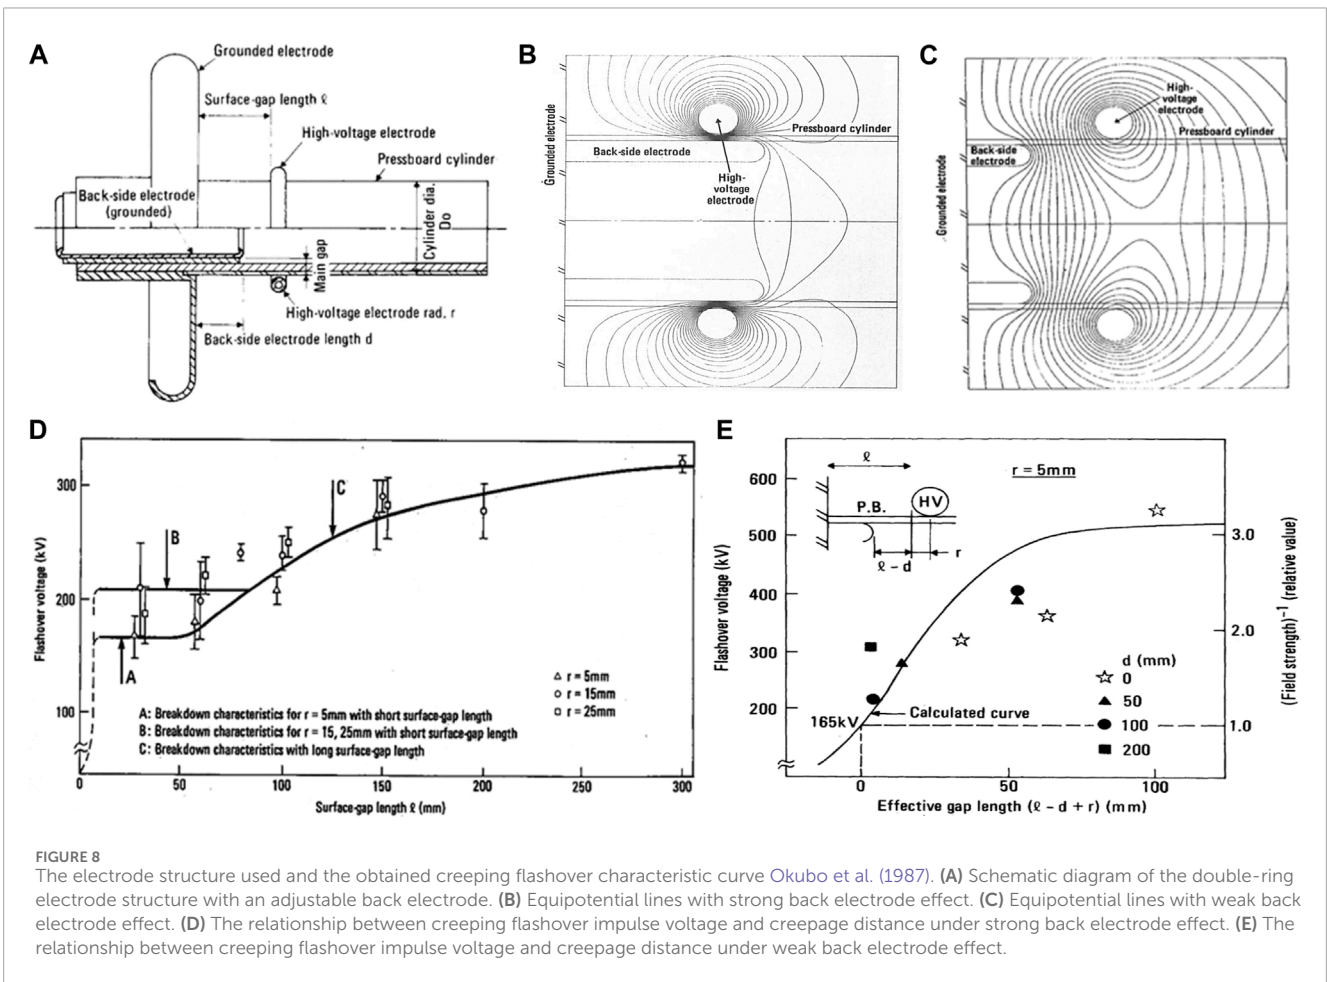 A
Grounded electrode
Surface-gap length ℓ
High-voltage electrode
Pressboard cylinder
Back-side electrode
(grounded)
Cylinder dia.
Do
Main gap
High-voltage electrode rad. r
Back-side electrode length d
B
Grounded electrode
Pressboard cylinder
Back-side electrode
High-
voltage
electrode
C
High-
voltage
electrode
Pressboard cylinder
Back-side
electrode
Grounded electrode
D
Flashover voltage (kV)
300
200
100
0
50
100
150
200
250
300
Surface-gap length ℓ (mm)
A
B
C
△ r = 5mm
○ r = 15mm
□ r = 25mm
A: Breakdown characteristics for r = 5mm with short surface-gap length
B: Breakdown characteristics for r = 15, 25mm with short surface-gap length
C: Breakdown characteristics with long surface-gap length
E
r = 5mm
ℓ
P.B.
HV
ℓ - d
r
Flashover voltage (kV)
600
500
400
300
200
165kV
Calculated curve
d (mm)
☆ 0
▲ 50
● 100
■ 200
3.0
2.0
1.0
(Field strength)⁻¹ (relative value)
0
50
100
Effective gap length (ℓ - d + r) (mm)
FIGURE 8
The electrode structure used and the obtained creeping flashover characteristic curve Okubo et al. (1987). (A) Schematic diagram of the double-ring
electrode structure with an adjustable back electrode. (B) Equipotential lines with strong back electrode effect. (C) Equipotential lines with weak back
electrode effect. (D) The relationship between creeping flashover impulse voltage and creepage distance under strong back electrode effect. (E) The
relationship between creeping flashover impulse voltage and creepage distance under weak back electrode effect.